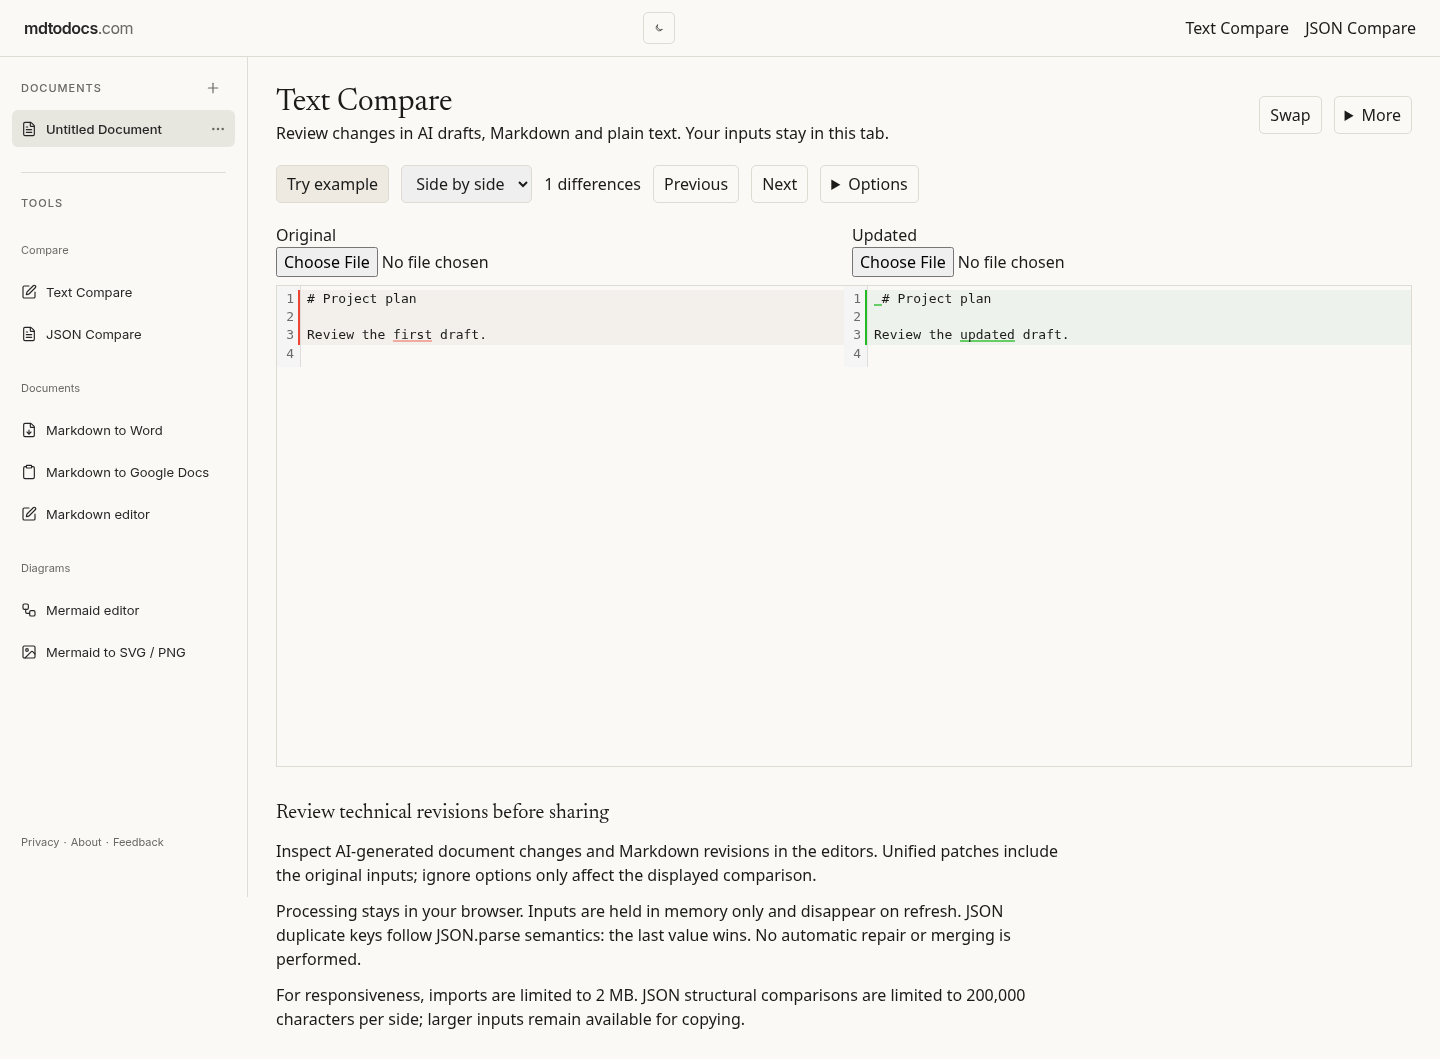 mdtodocs.com
Text Compare
JSON Compare
DOCUMENTS
Untitled Document
TOOLS
Compare
Text Compare
JSON Compare
Documents
Markdown to Word
Markdown to Google Docs
Markdown editor
Diagrams
Mermaid editor
Mermaid to SVG / PNG
Privacy · About · Feedback
Text Compare
Review changes in AI drafts, Markdown and plain text. Your inputs stay in this tab.
Swap
More
Try example
Side by side
1 differences
Previous
Next
Options
Original
Choose File No file chosen
1 # Project plan
2
3 Review the first draft.
4
Updated
Choose File No file chosen
1  # Project plan
2
3 Review the updated draft.
4
Review technical revisions before sharing
Inspect AI-generated document changes and Markdown revisions in the editors. Unified patches include
the original inputs; ignore options only affect the displayed comparison.
Processing stays in your browser. Inputs are held in memory only and disappear on refresh. JSON
duplicate keys follow JSON.parse semantics: the last value wins. No automatic repair or merging is
performed.
For responsiveness, imports are limited to 2 MB. JSON structural comparisons are limited to 200,000
characters per side; larger inputs remain available for copying.